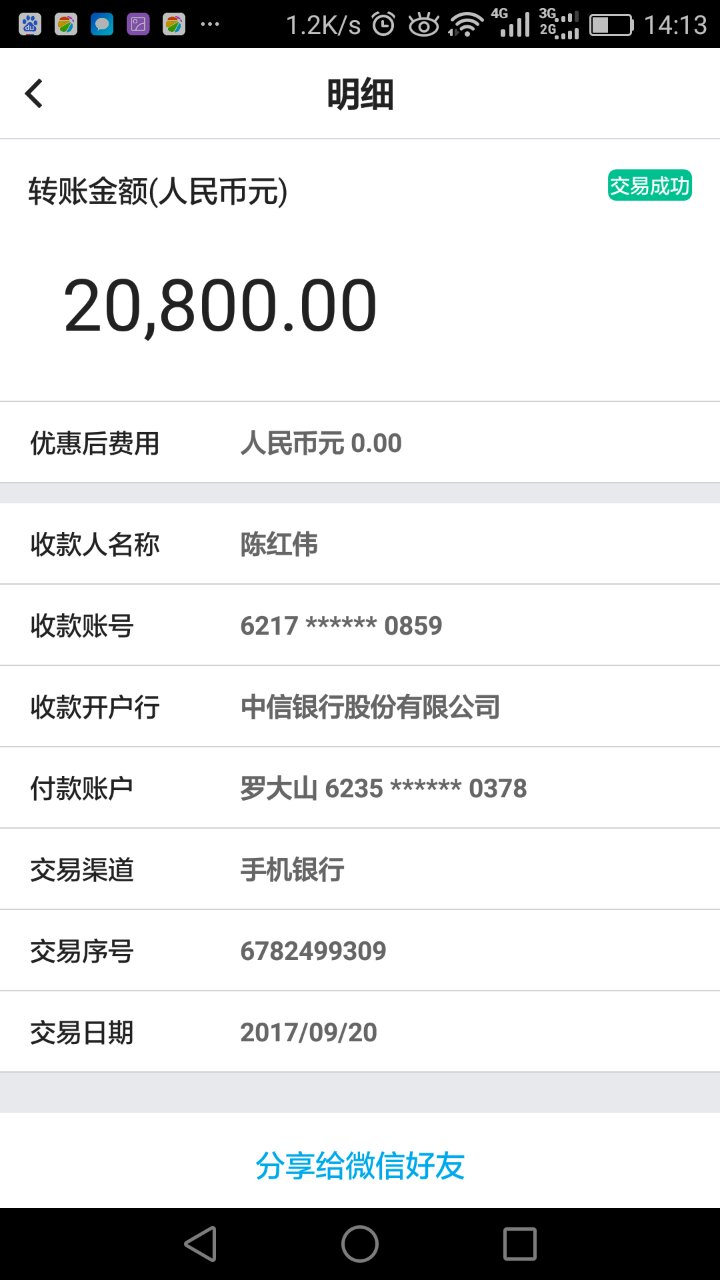 1.2K/s 4G 3G 2G 14:13
明细
转账金额(人民币元) 交易成功
20,800.00
优惠后费用 人民币元 0.00
收款人名称 陈红伟
收款账号 6217 ****** 0859
收款开户行 中信银行股份有限公司
付款账户 罗大山 6235 ****** 0378
交易渠道 手机银行
交易序号 6782499309
交易日期 2017/09/20
分享给微信好友